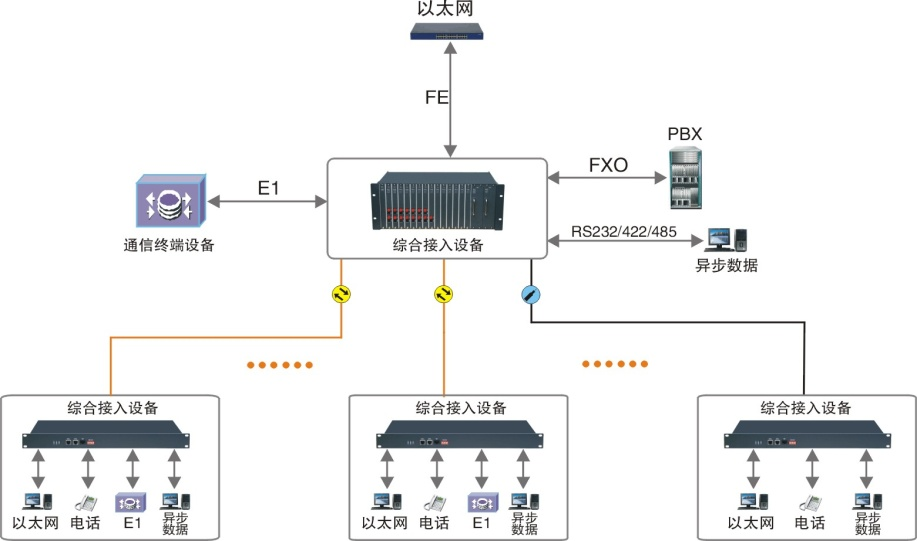 以太网
FE
PBX
FXO
E1
通信终端设备
综合接入设备
RS232/422/485
异步数据
综合接入设备
以太网
电话
E1
异步
数据
综合接入设备
以太网
电话
E1
异步
数据
综合接入设备
以太网
电话
异步
数据